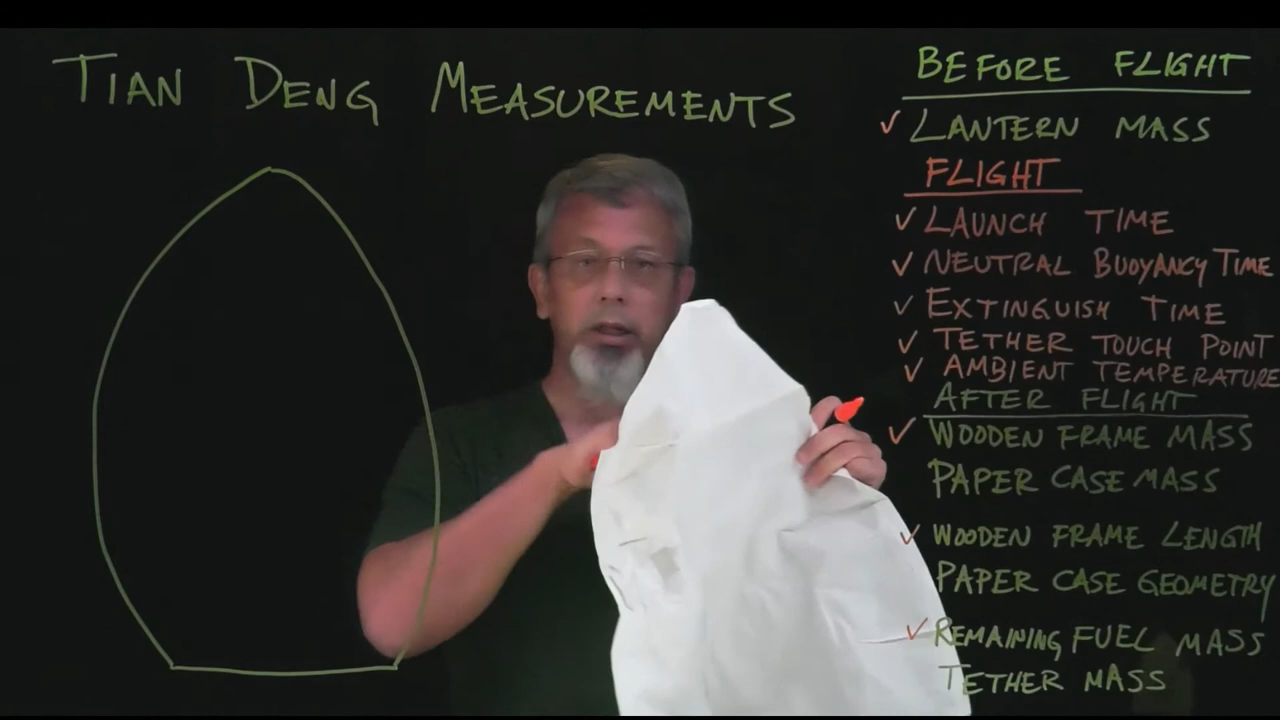 TIAN DENG MEASUREMENTS
BEFORE FLIGHT
✓ LANTERN MASS
FLIGHT
✓ LAUNCH TIME
✓ NEUTRAL BUOYANCY TIME
✓ EXTINGUISH TIME
✓ TETHER TOUCH POINT
✓ AMBIENT TEMPERATURE
AFTER FLIGHT
✓ WOODEN FRAME MASS
PAPER CASE MASS
✓ WOODEN FRAME LENGTH
PAPER CASE GEOMETRY
✓ REMAINING FUEL MASS
TETHER MASS